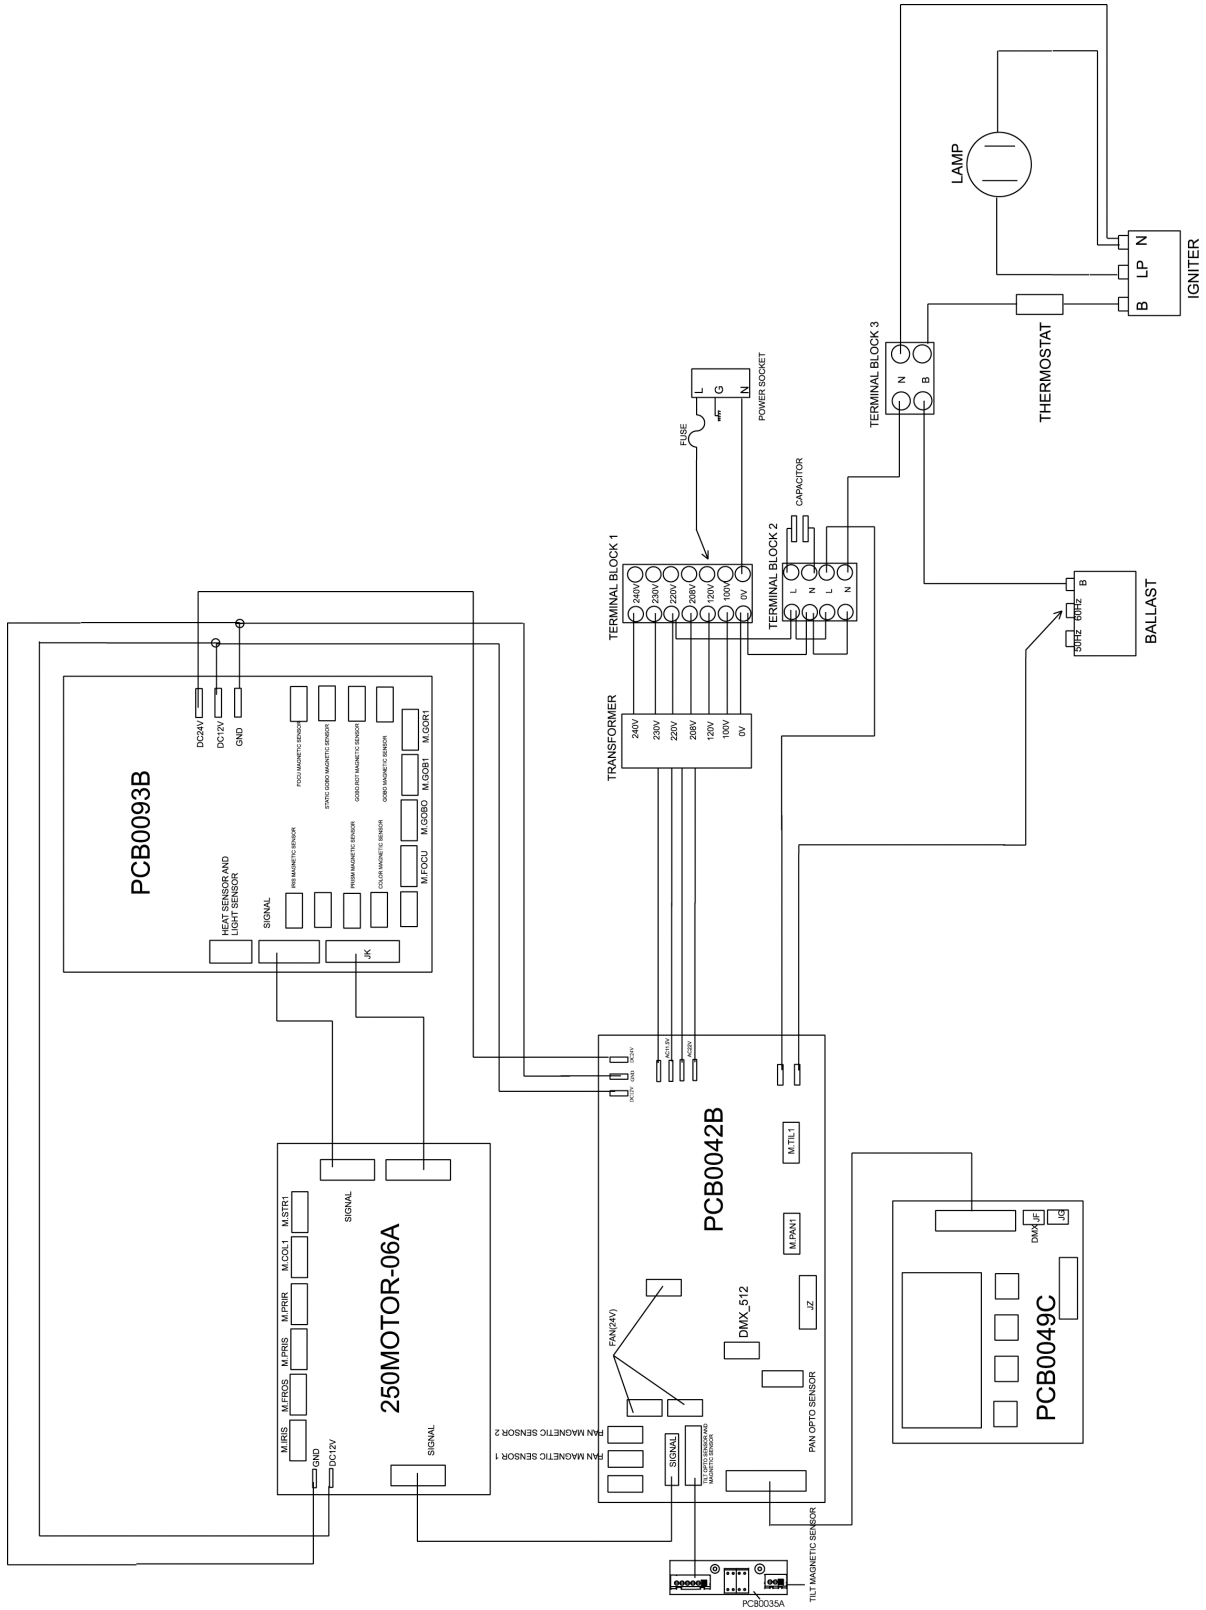 LAMP
N
LP
B
IGNITER
THERMOSTAT
TERMINAL BLOCK 3
N
B
POWER SOCKET
L
G
N
FUSE
TERMINAL BLOCK 1
240V
230V
220V
208V
120V
100V
0V
CAPACITOR
TERMINAL BLOCK 2
L
N
L
N
B
60Hz
50Hz
BALLAST
TRANSFORMER
240V
230V
220V
208V
120V
100V
0V
PCB0093B
DC24V
DC12V
GND
FOCU MAGNETIC SENSOR
STATIC GOBO MAGNETIC SENSOR
GOBO.ROT MAGNETIC SENSOR
GOBO MAGNETIC SENSOR
M.GOR1
M.GOB1
M.GOBO
M.FOCU
IRIS MAGNETIC SENSOR
PRISM MAGNETIC SENSOR
COLOR MAGNETIC SENSOR
HEAT SENSOR AND
LIGHT SENSOR
SIGNAL
JK
250MOTOR-06A
M.STR1
M.COL1
M.PRIR
M.PRIS
M.FROS
M.IRIS
SIGNAL
GND
DC12V
SIGNAL
PCB0042B
DC24V
GND
DC12V
AC11.5V
AC22V
M.TIL1
M.PAN1
JZ
DMX_512
FAN(24V)
PAN MAGNETIC SENSOR 2
PAN MAGNETIC SENSOR 1
SIGNAL
TILT OPTO SENSOR AND
MAGNETIC SENSOR
PAN OPTO SENSOR
PCB0049C
DMX
JF
JG
TILT MAGNETIC SENSOR
PCB0035A